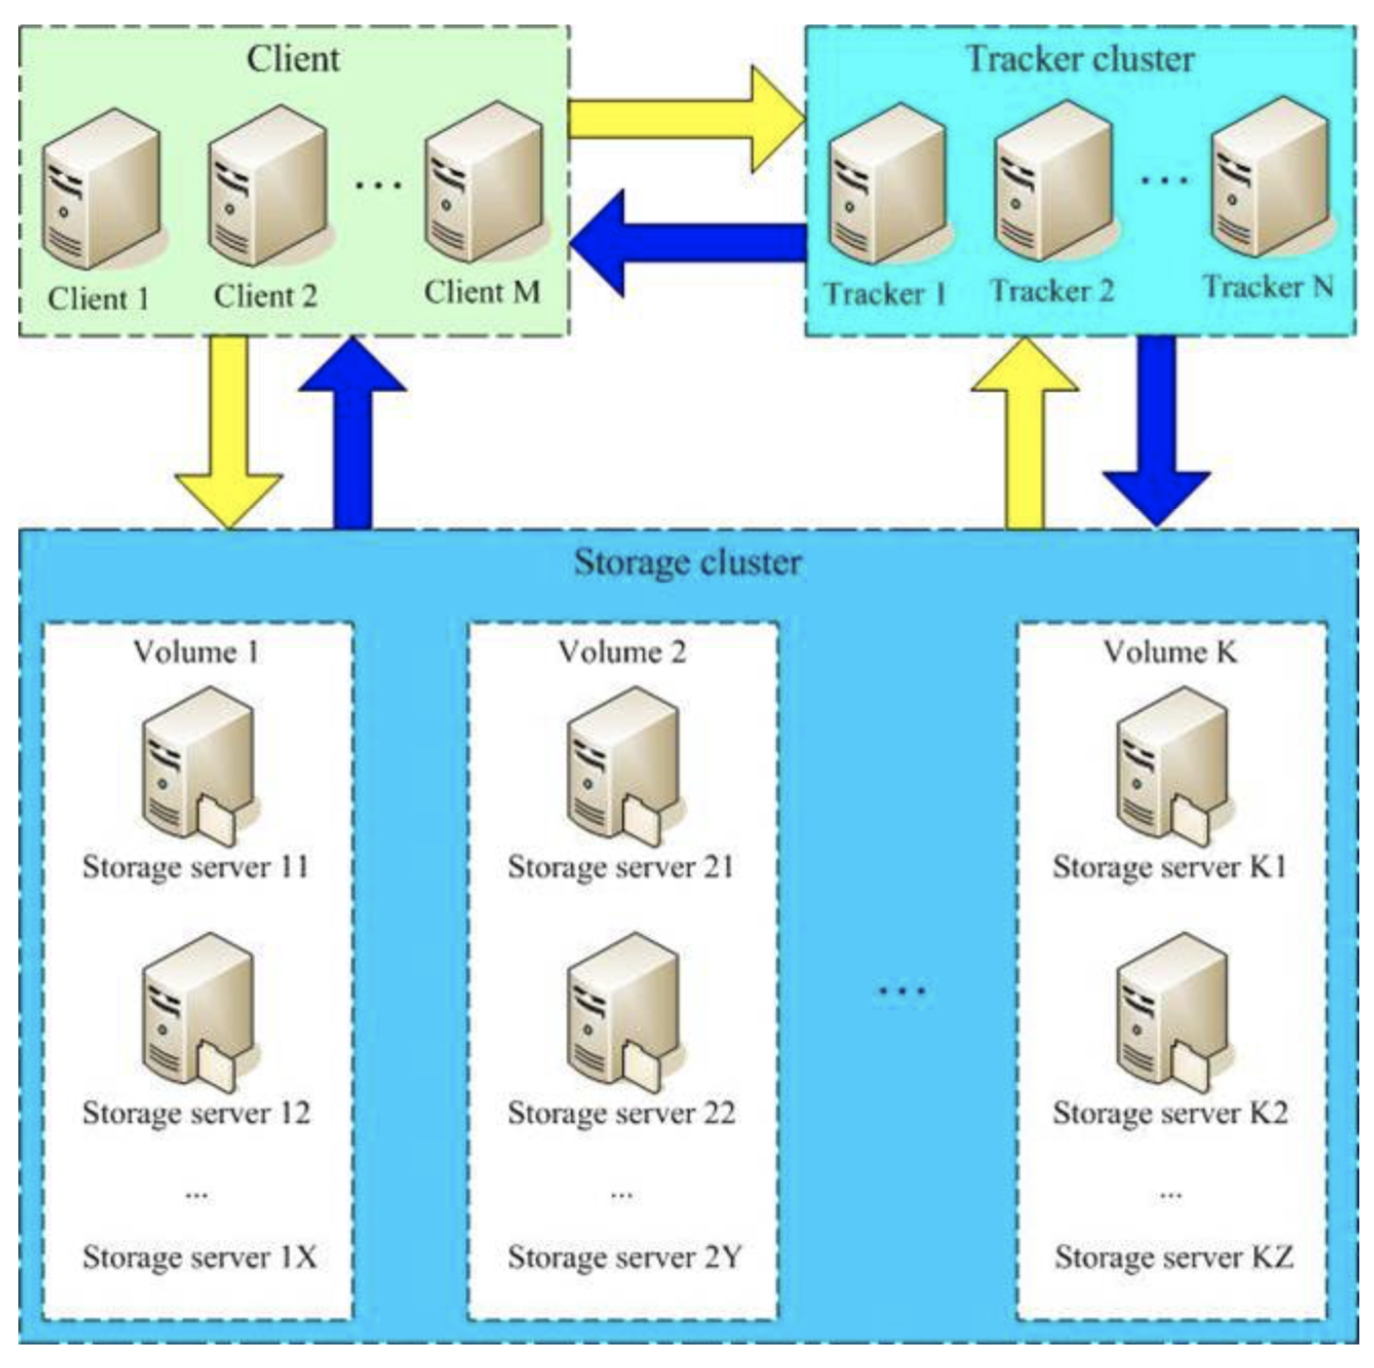 Client
Tracker cluster
...
...
Client 1
Client 2
Client M
Tracker 1
Tracker 2
Tracker N
Storage cluster
Volume 1
Volume 2
Volume K
Storage server 11
Storage server 21
Storage server K1
...
Storage server 12
Storage server 22
Storage server K2
...
...
...
Storage server 1X
Storage server 2Y
Storage server KZ